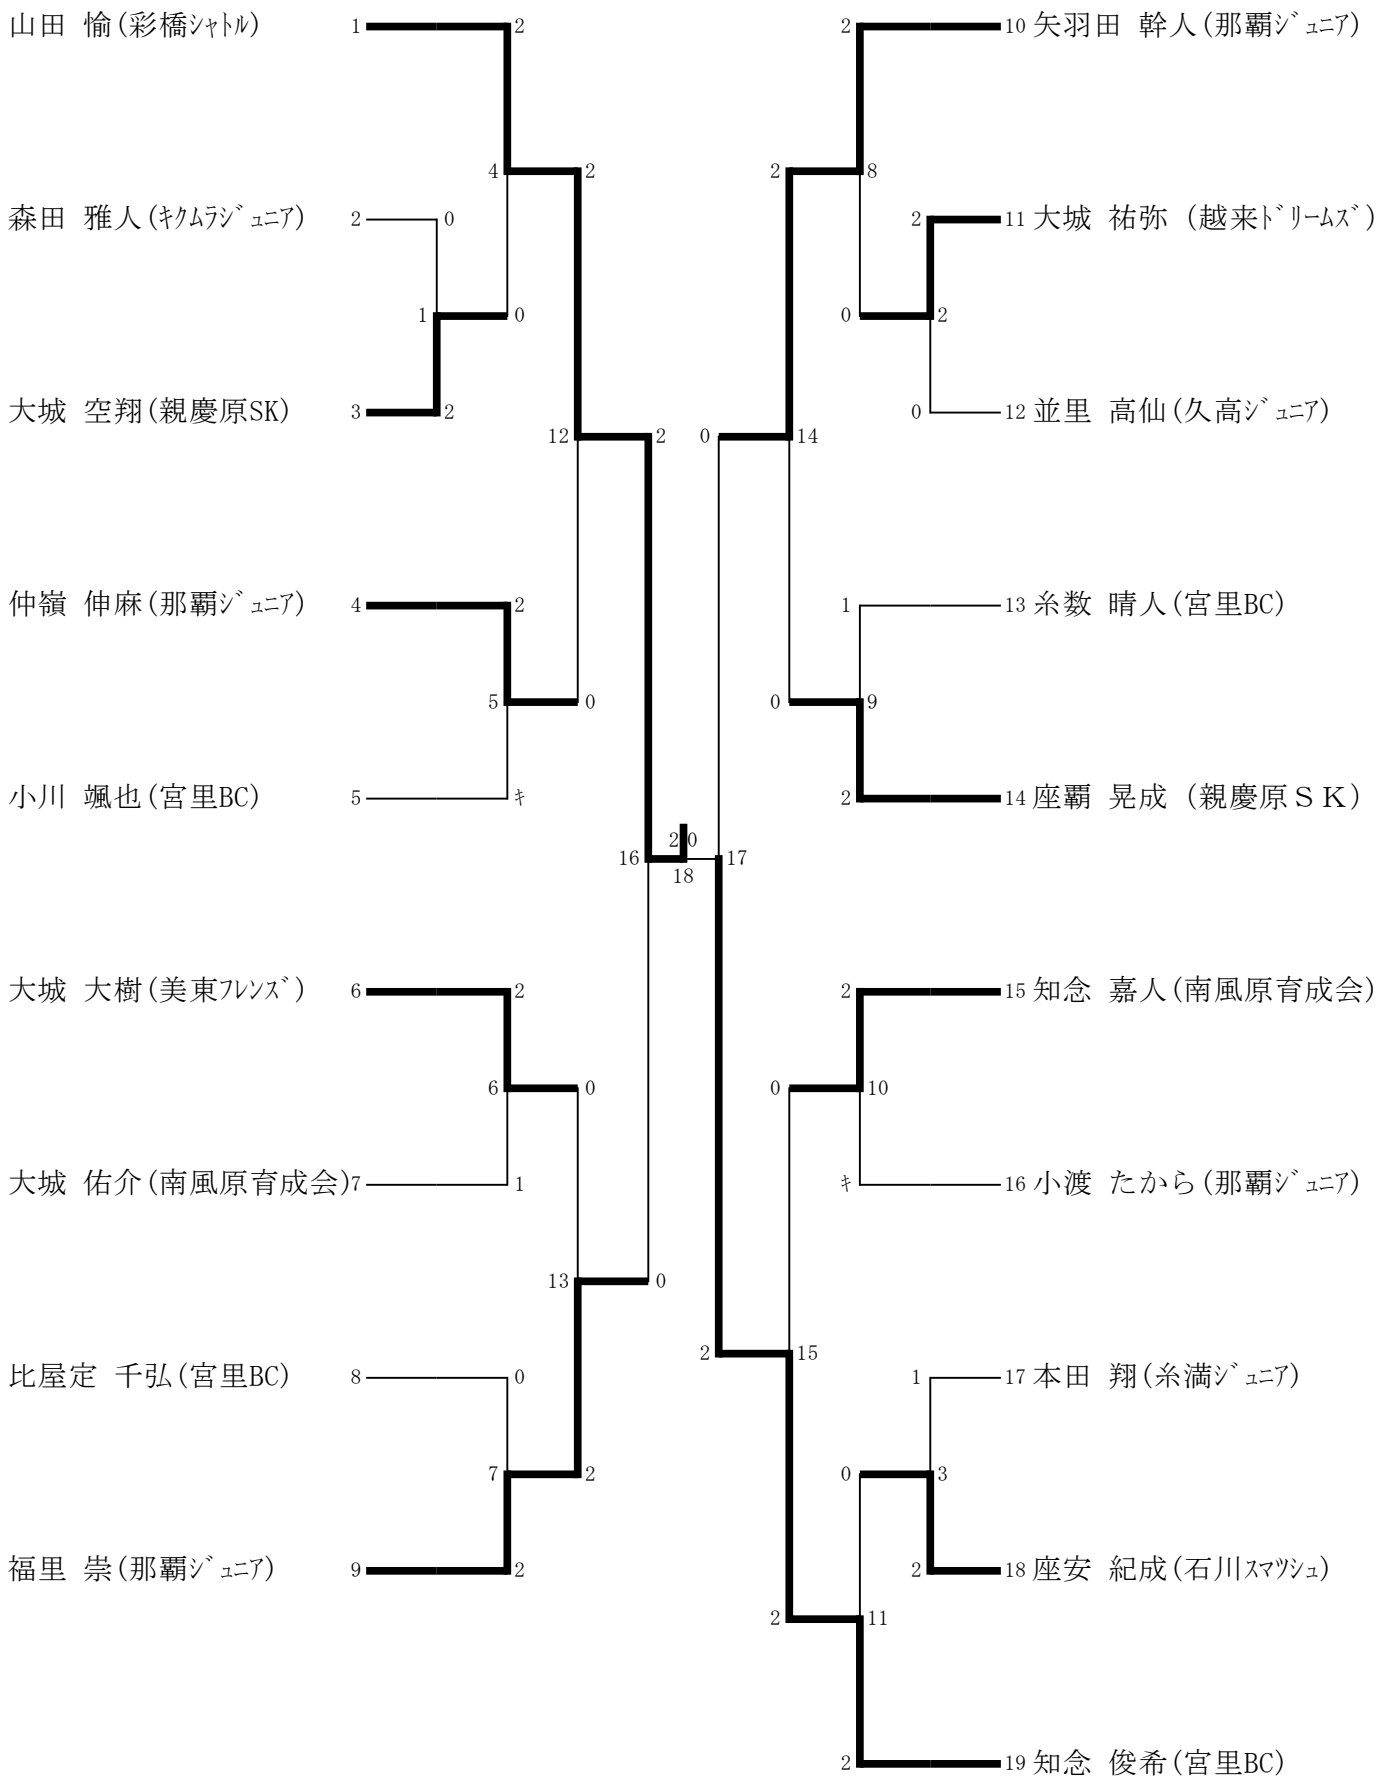 山田 愉(彩橋ｼｬﾄﾙ) 1 2 2 10 矢羽田 幹人(那覇ｼﾞｭﾆｱ)
4 2 2 8
森田 雅人(ｷｸﾑﾗｼﾞｭﾆｱ) 2 0 2 11 大城 祐弥 (越来ﾄﾞﾘｰﾑｽﾞ)
1 0 0 2
大城 空翔(親慶原SK) 3 2 0 12 並里 高仙(久高ｼﾞｭﾆｱ)
12 2 0 14
仲嶺 伸麻(那覇ｼﾞｭﾆｱ) 4 2 1 13 糸数 晴人(宮里BC)
5 0 0 9
小川 颯也(宮里BC) 5 ｷ 2 14 座覇 晃成 (親慶原ＳＫ)
2 0
16 17
18
大城 大樹(美東ﾌﾚﾝｽﾞ) 6 2 2 15 知念 嘉人(南風原育成会)
6 0 0 10
大城 佑介(南風原育成会) 7 1 ｷ 16 小渡 たから(那覇ｼﾞｭﾆｱ)
13 0
2 15
比屋定 千弘(宮里BC) 8 0 1 17 本田 翔(糸満ｼﾞｭﾆｱ)
7 2 0 3
福里 崇(那覇ｼﾞｭﾆｱ) 9 2 2 18 座安 紀成(石川ｽﾏｯｼｭ)
2 11
2 19 知念 俊希(宮里BC)